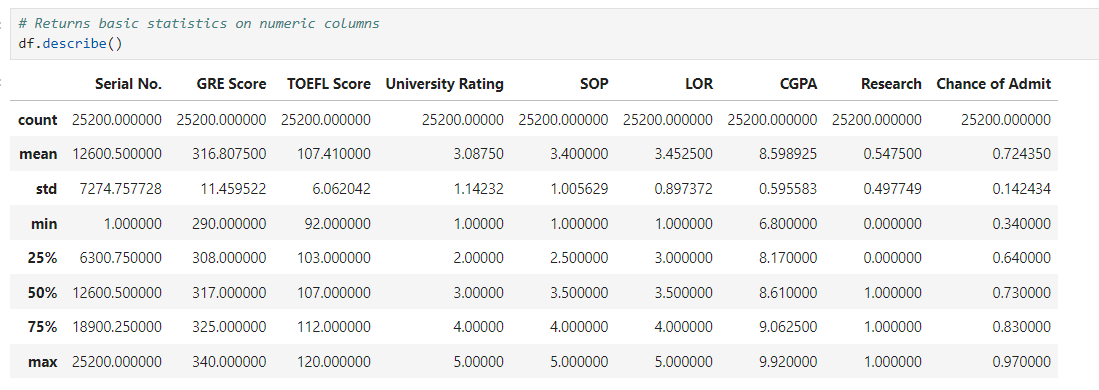 # Returns basic statistics on numeric columns
df.describe()
Serial No. GRE Score TOEFL Score University Rating SOP LOR CGPA Research Chance of Admit
count 25200.000000 25200.000000 25200.000000 25200.00000 25200.000000 25200.000000 25200.000000 25200.000000 25200.000000
mean 12600.500000 316.807500 107.410000 3.08750 3.400000 3.452500 8.598925 0.547500 0.724350
std 7274.757728 11.459522 6.062042 1.14232 1.005629 0.897372 0.595583 0.497749 0.142434
min 1.000000 290.000000 92.000000 1.00000 1.000000 1.000000 6.800000 0.000000 0.340000
25% 6300.750000 308.000000 103.000000 2.00000 2.500000 3.000000 8.170000 0.000000 0.640000
50% 12600.500000 317.000000 107.000000 3.00000 3.500000 3.500000 8.610000 1.000000 0.730000
75% 18900.250000 325.000000 112.000000 4.00000 4.000000 4.000000 9.062500 1.000000 0.830000
max 25200.000000 340.000000 120.000000 5.00000 5.000000 5.000000 9.920000 1.000000 0.970000